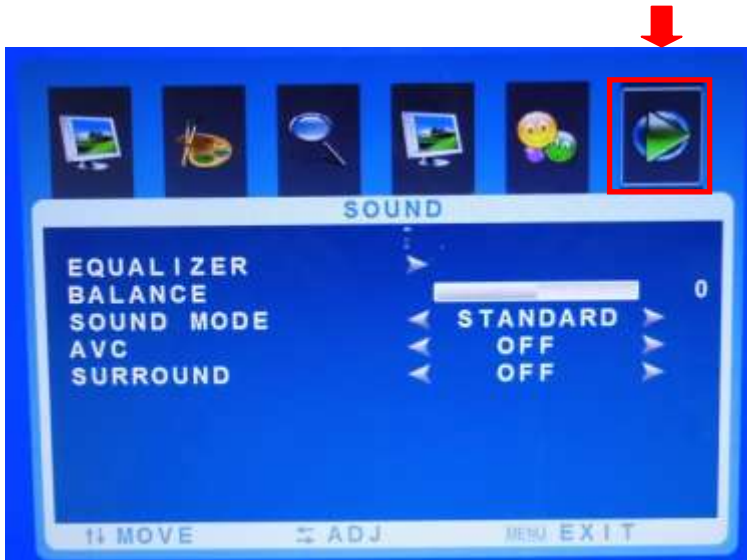 SOUND
EQUALIZER
BALANCE 0
SOUND MODE STANDARD
AVC OFF
SURROUND OFF
MOVE ADJ MENU EXIT